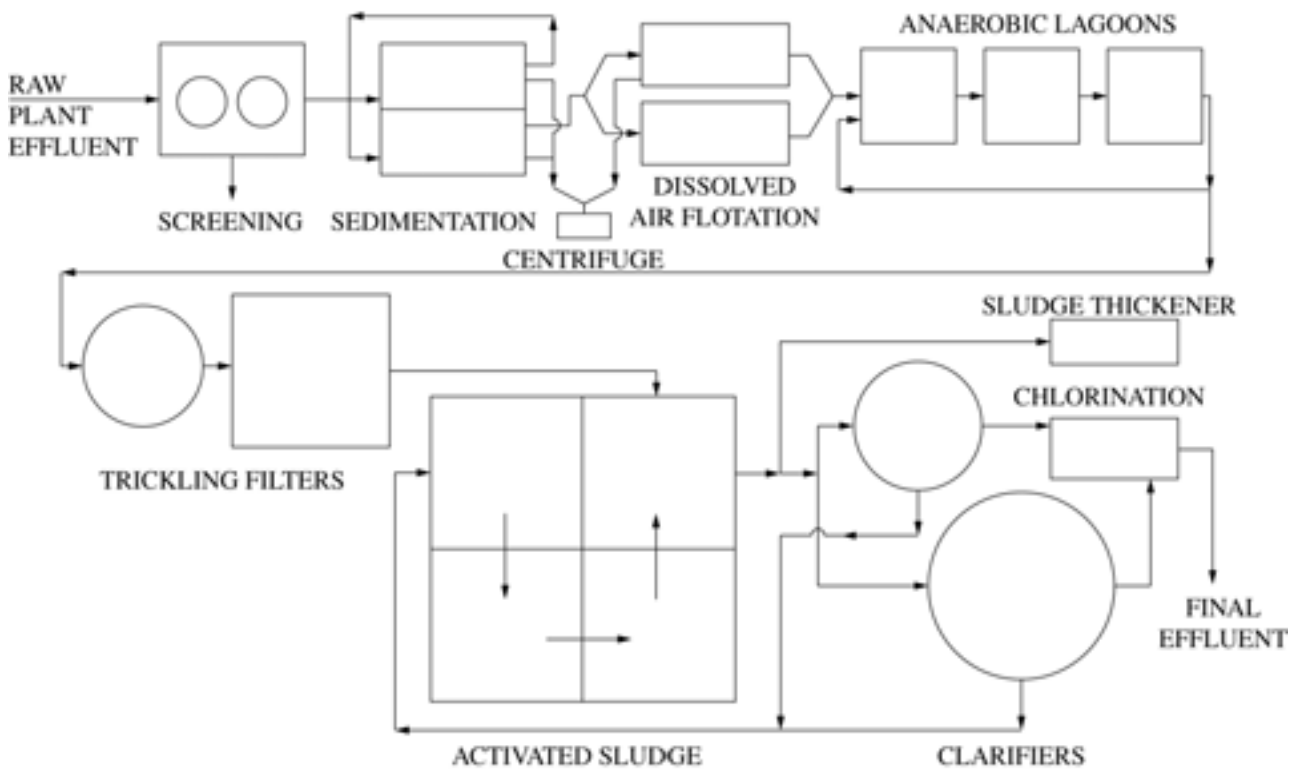 ANAEROBIC LAGOONS
RAW
PLANT
EFFLUENT
SCREENING
SEDIMENTATION
DISSOLVED
AIR FLOTATION
CENTRIFUGE
SLUDGE THICKENER
CHLORINATION
TRICKLING FILTERS
FINAL
EFFLUENT
ACTIVATED SLUDGE
CLARIFIERS